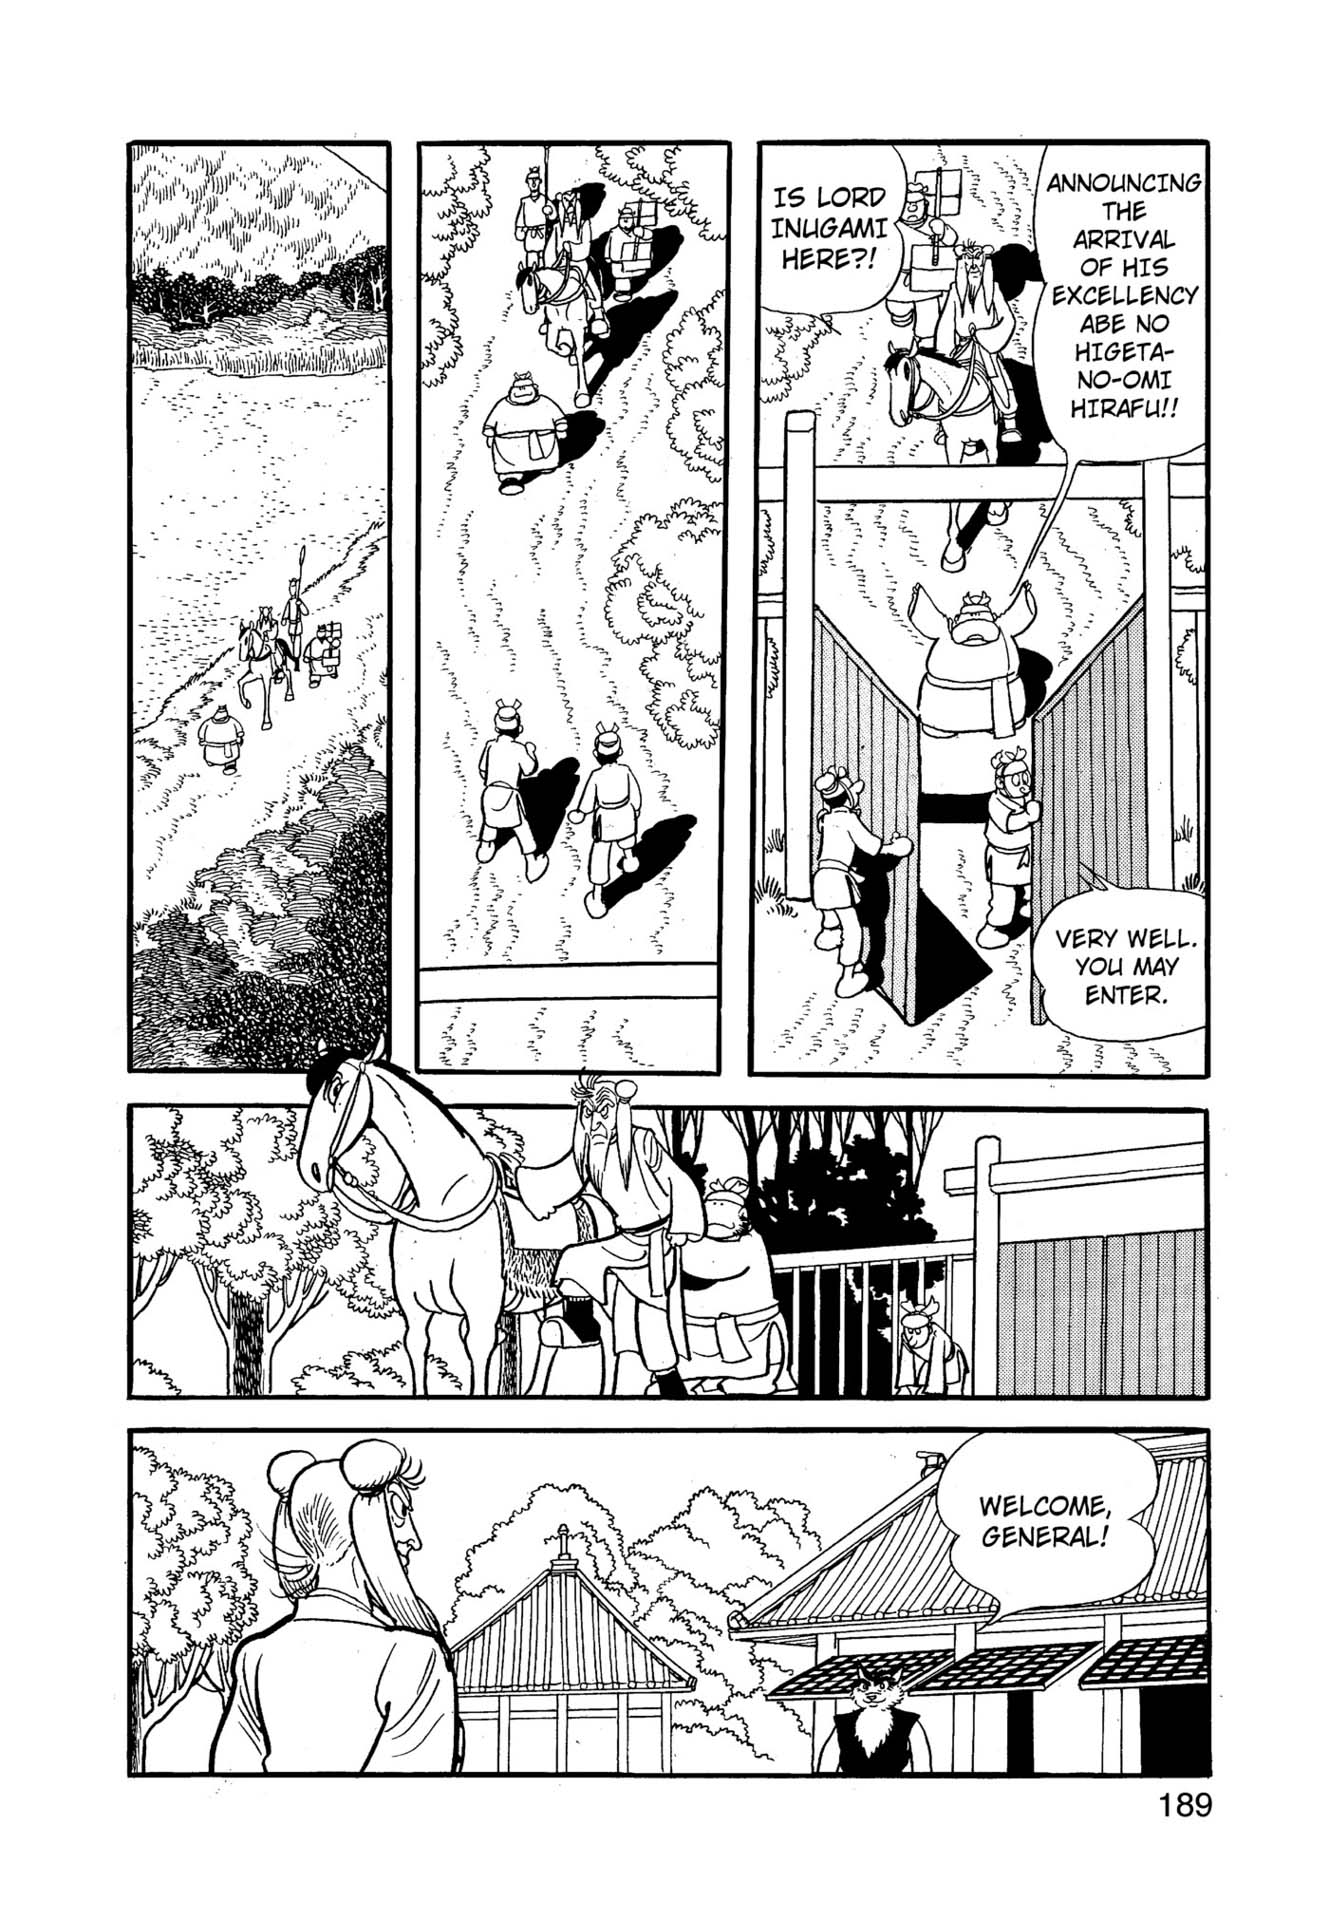 IS LORD
INUGAMI
HERE?!
ANNOUNCING
THE
ARRIVAL
OF HIS
EXCELLENCY
ABE NO
HIGETA-
NO-OMI
HIRAFU!!
VERY WELL.
YOU MAY
ENTER.
WELCOME,
GENERAL!
189